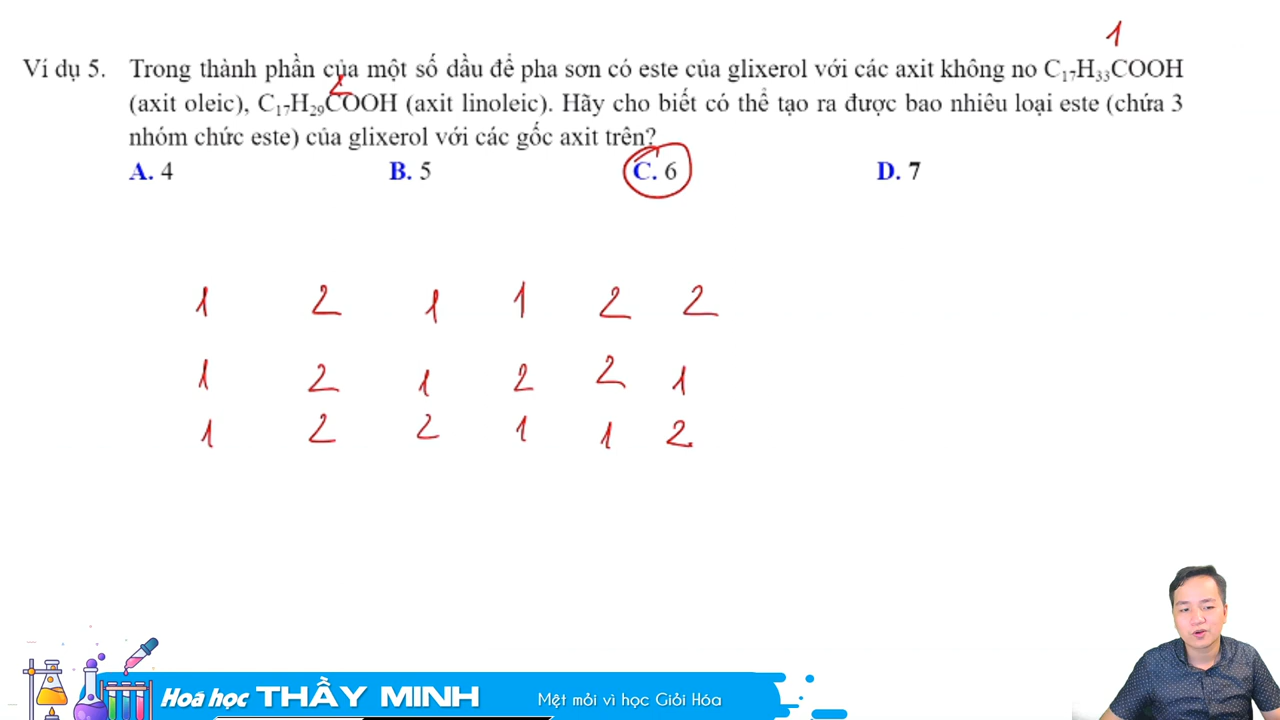 1
Ví dụ 5. Trong thành phần của một số dầu để pha sơn có este của glixerol với các axit không no C₁₇H₃₃COOH
2
(axit oleic), C₁₇H₂₉COOH (axit linoleic). Hãy cho biết có thể tạo ra được bao nhiêu loại este (chứa 3
nhóm chức este) của glixerol với các gốc axit trên?
A. 4 B. 5 C. 6 D. 7
1 2 1 1 2 2
1 2 1 2 2 1
1 2 2 1 1 2
Hoá học THẦY MINH Mệt mỏi vì học Giỏi Hóa